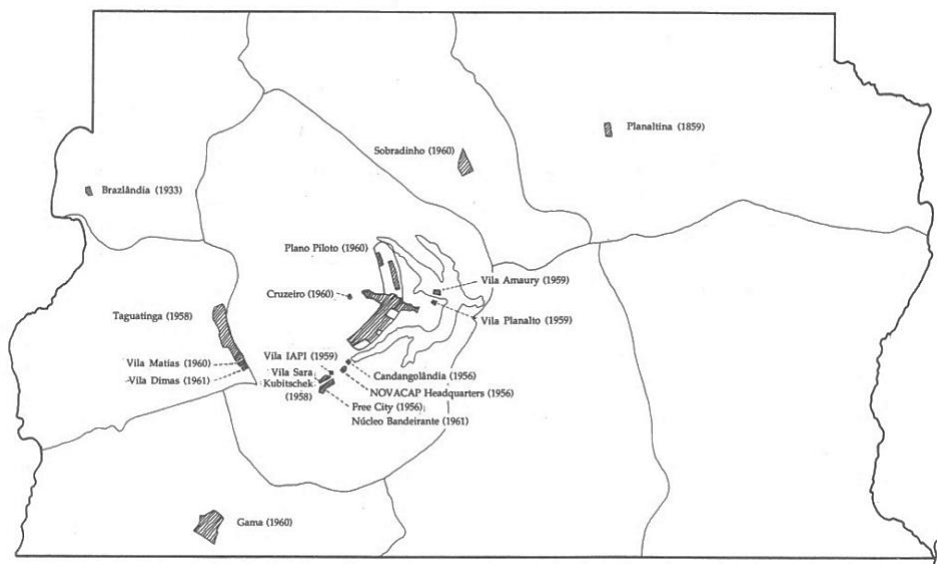 Planaltina (1859)
Sobradinho (1960)
Brazlândia (1933)
Plano Piloto (1960)
Vila Amaury (1959)
Cruzeiro (1960)
Taguatinga (1958)
Vila Planalto (1959)
Vila IAPI (1959)
Vila Matias (1960)
Candangolândia (1956)
Vila Sara
Kubitschek
(1958)
Vila Dimas (1961)
NOVACAP Headquarters (1956)
Free City (1956)
Núcleo Bandeirante (1961)
Gama (1960)